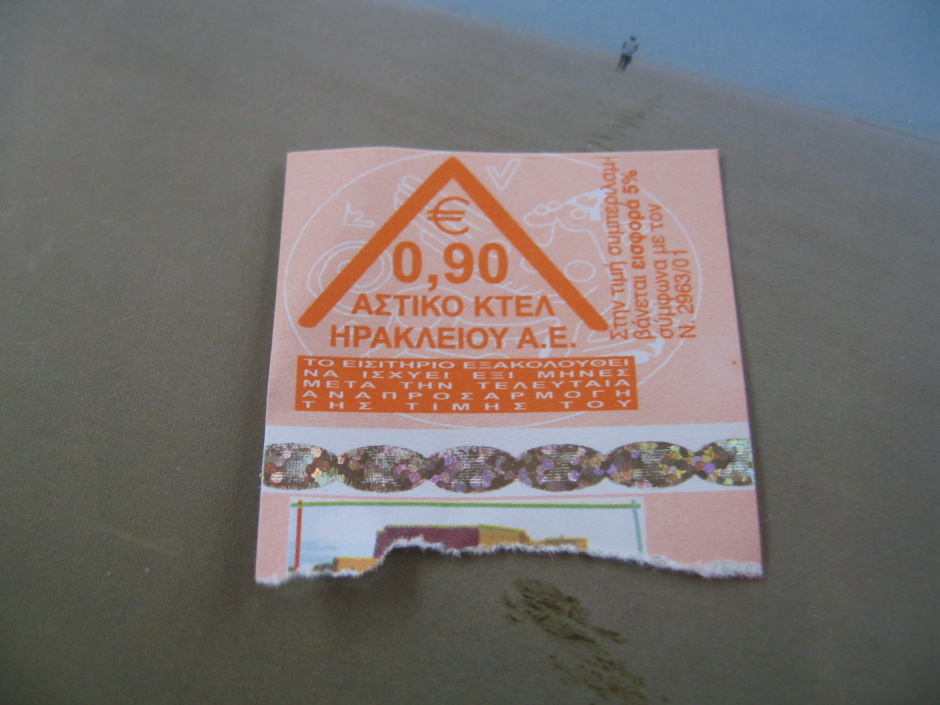 €
0,90
ΑΣΤΙΚΟ ΚΤΕΛ
ΗΡΑΚΛΕΙΟΥ Α.Ε.
ΤΟ ΕΙΣΙΤΗΡΙΟ ΕΞΑΚΟΛΟΥΘΕΙ
ΝΑ ΙΣΧΥΕΙ ΕΞΙ ΜΗΝΕΣ
ΜΕΤΑ ΤΗΝ ΤΕΛΕΥΤΑΙΑ
ΑΝΑΠΡΟΣΑΡΜΟΓΗ
ΤΗΣ ΤΙΜΗΣ ΤΟΥ
Στην τιμή συμπεριλαμ-
βάνεται εισφορά 5%
σύμφωνα με τον
Ν. 2963/01